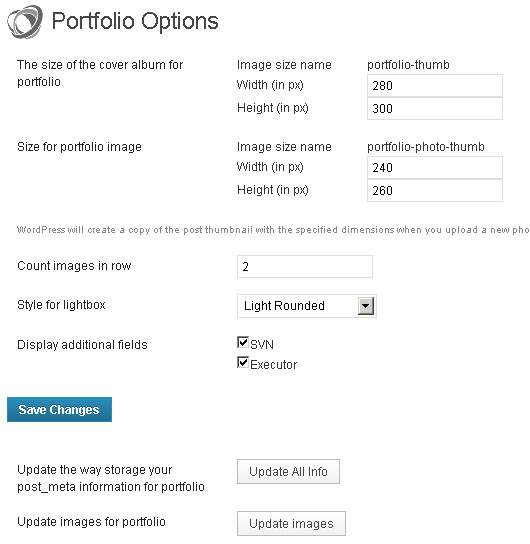 Portfolio Options
The size of the cover album for portfolio
Image size name portfolio-thumb
Width (in px) 280
Height (in px) 300
Size for portfolio image
Image size name portfolio-photo-thumb
Width (in px) 240
Height (in px) 260
WordPress will create a copy of the post thumbnail with the specified dimensions when you upload a new pho
Count images in row 2
Style for lightbox Light Rounded
Display additional fields SVN
Executor
Save Changes
Update the way storage your
post_meta information for portfolio
Update All Info
Update images for portfolio Update images